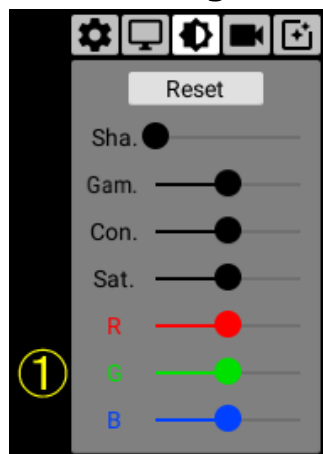 Reset
Sha.
Gam.
Con.
Sat.
R
① G
B